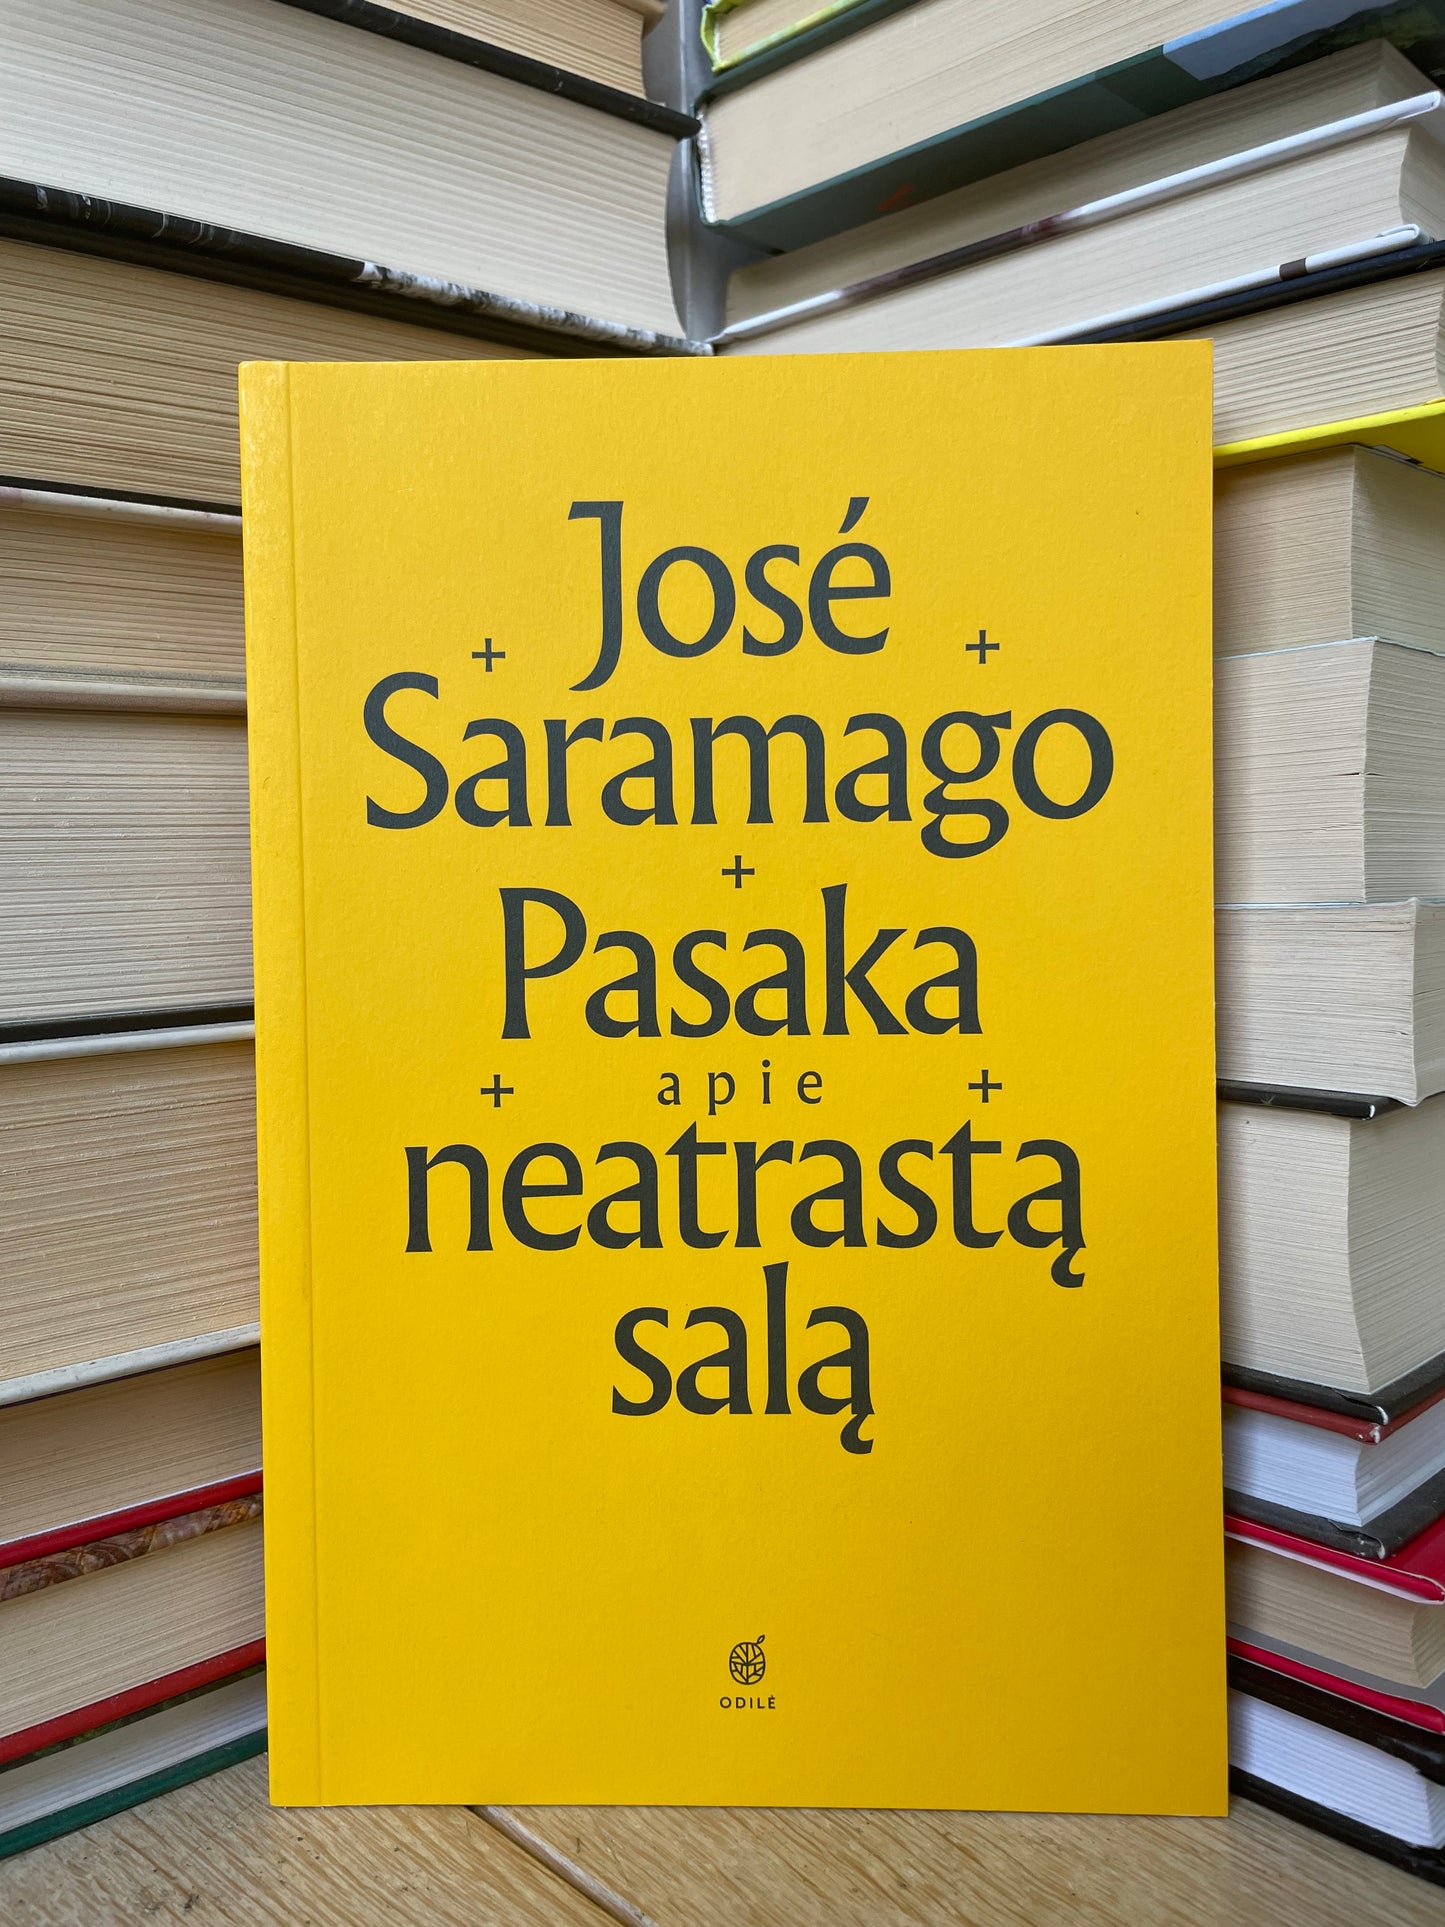 José
+ +
Saramago
+
Pasaka
+ apie +
neatrastą
salą
ODILĖ